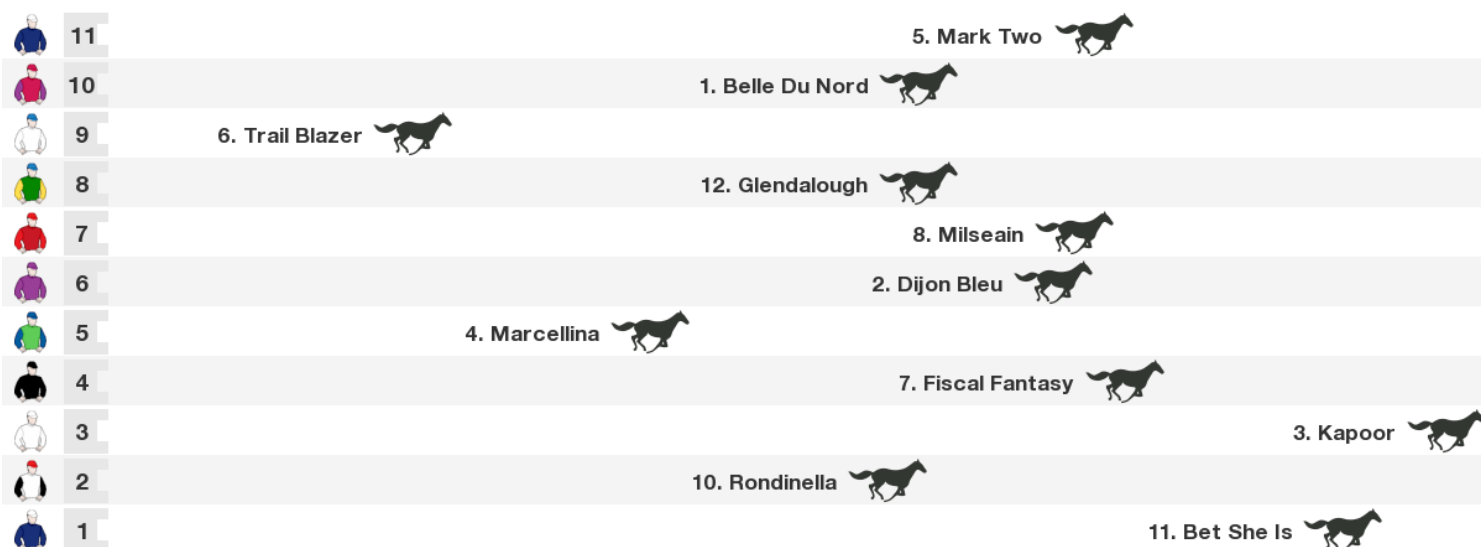 11 5. Mark Two
10 1. Belle Du Nord
9 6. Trail Blazer
8 12. Glendalough
7 8. Milseain
6 2. Dijon Bleu
5 4. Marcellina
4 7. Fiscal Fantasy
3 3. Kapoor
2 10. Rondinella
1 11. Bet She Is